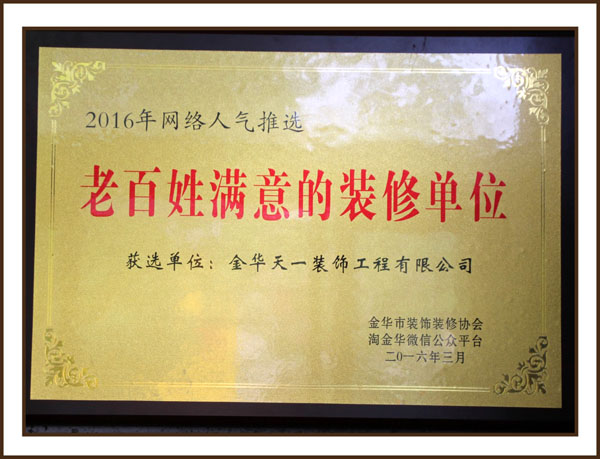 2016年网络人气推选
老百姓满意的装修单位
获选单位：金华天一装饰工程有限公司
金华市装饰装修协会
淘金华微信公众平台
二〇一六年三月